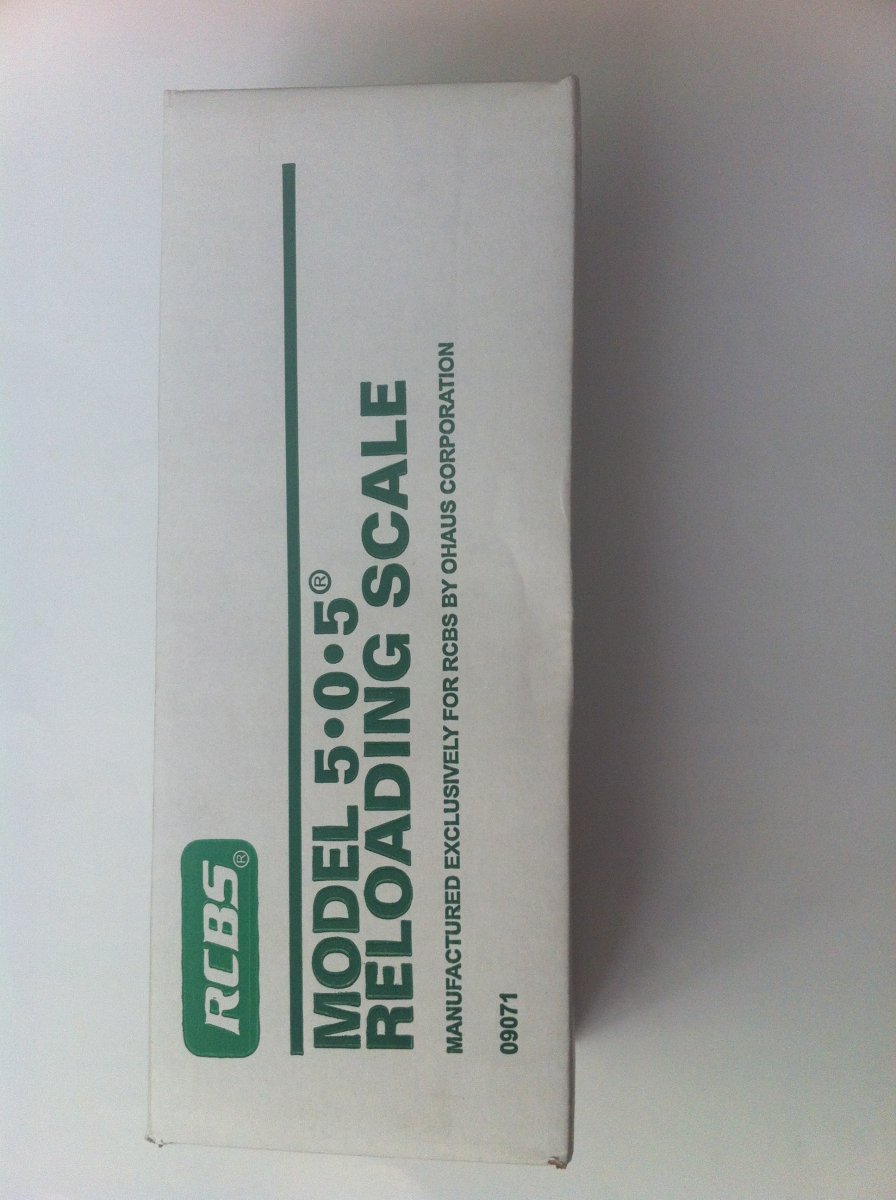 RCBS®
MODEL 5•0•5®
RELOADING SCALE
MANUFACTURED EXCLUSIVELY FOR RCBS BY OHAUS CORPORATION
09071